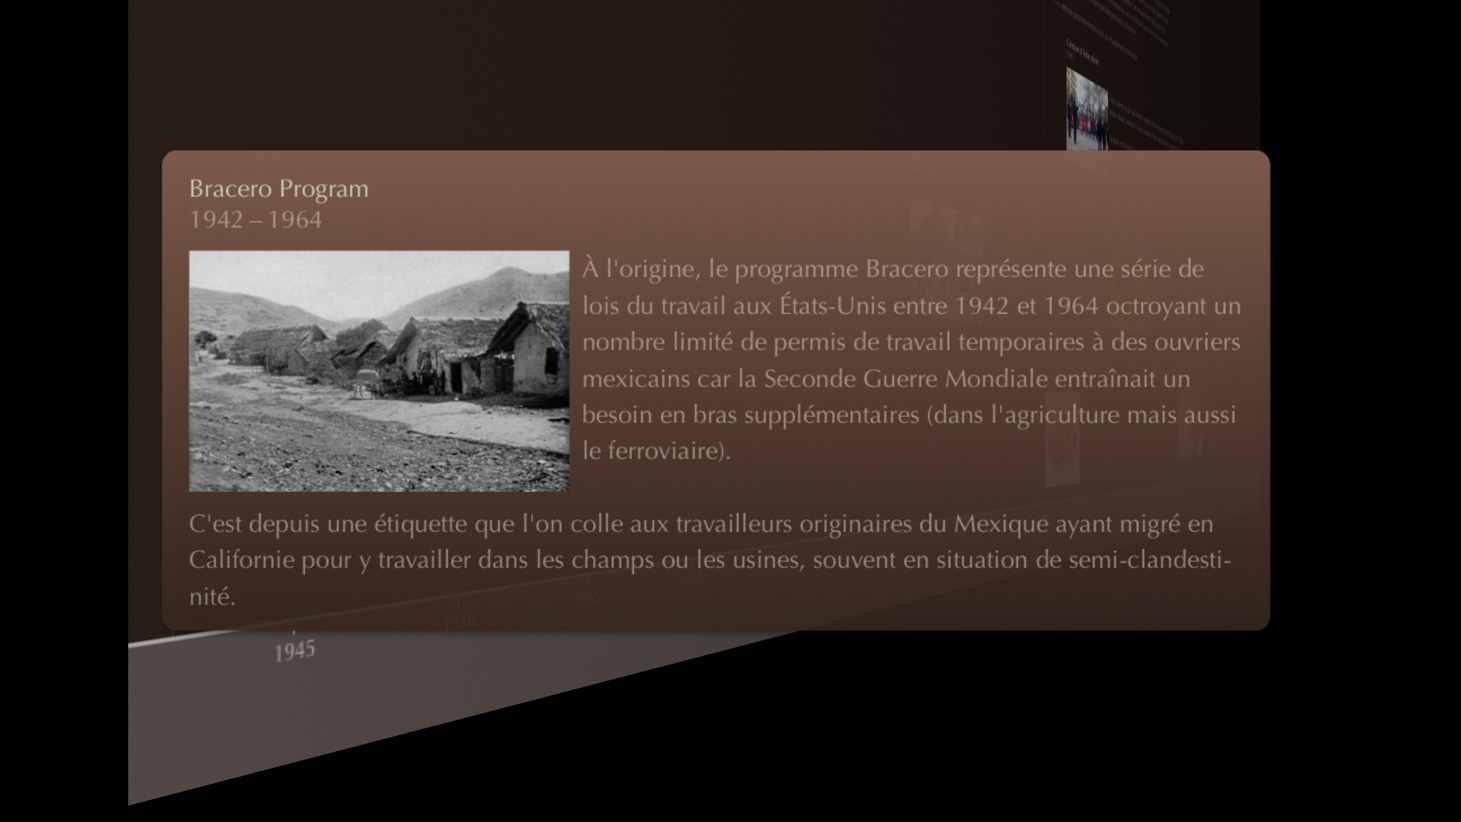 Bracero Program
1942 – 1964
À l'origine, le programme Bracero représente une série de
lois du travail aux États-Unis entre 1942 et 1964 octroyant un
nombre limité de permis de travail temporaires à des ouvriers
mexicains car la Seconde Guerre Mondiale entraînait un
besoin en bras supplémentaires (dans l'agriculture mais aussi
le ferroviaire).
C'est depuis une étiquette que l'on colle aux travailleurs originaires du Mexique ayant migré en
Californie pour y travailler dans les champs ou les usines, souvent en situation de semi-clandesti-
nité.
1950
1945